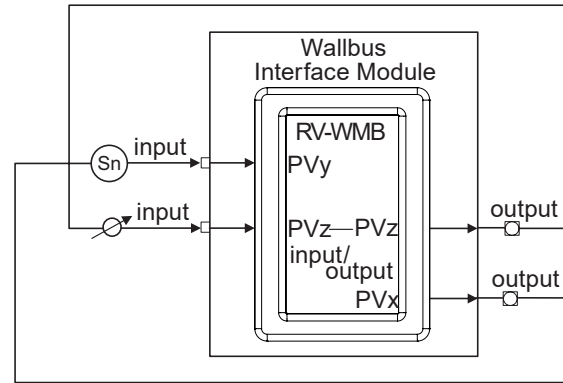 Wallbus
Interface Module
RV-WMB
Sn
input
PVy
input
PVz—PVz
input/
output
PVx
output
output